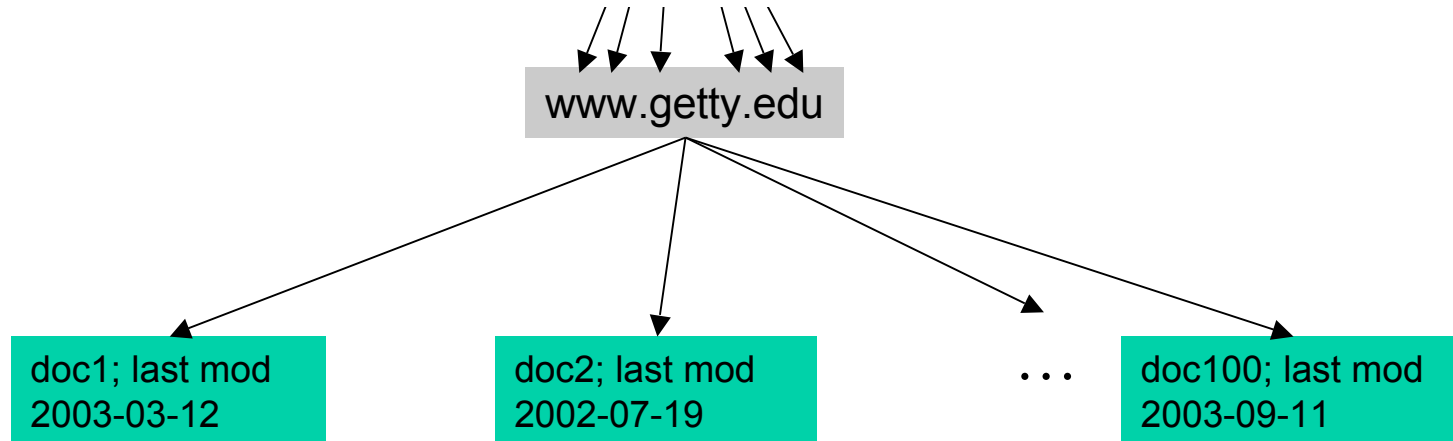 www.getty.edu
doc1; last mod
2003-03-12
doc2; last mod
2002-07-19
...
doc100; last mod
2003-09-11